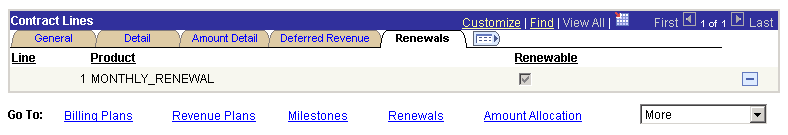 Contract Lines Customize | Find | View All | First 1 of 1 Last
General Detail Amount Detail Deferred Revenue Renewals
Line Product Renewable
1 MONTHLY_RENEWAL
Go To: Billing Plans Revenue Plans Milestones Renewals Amount Allocation More